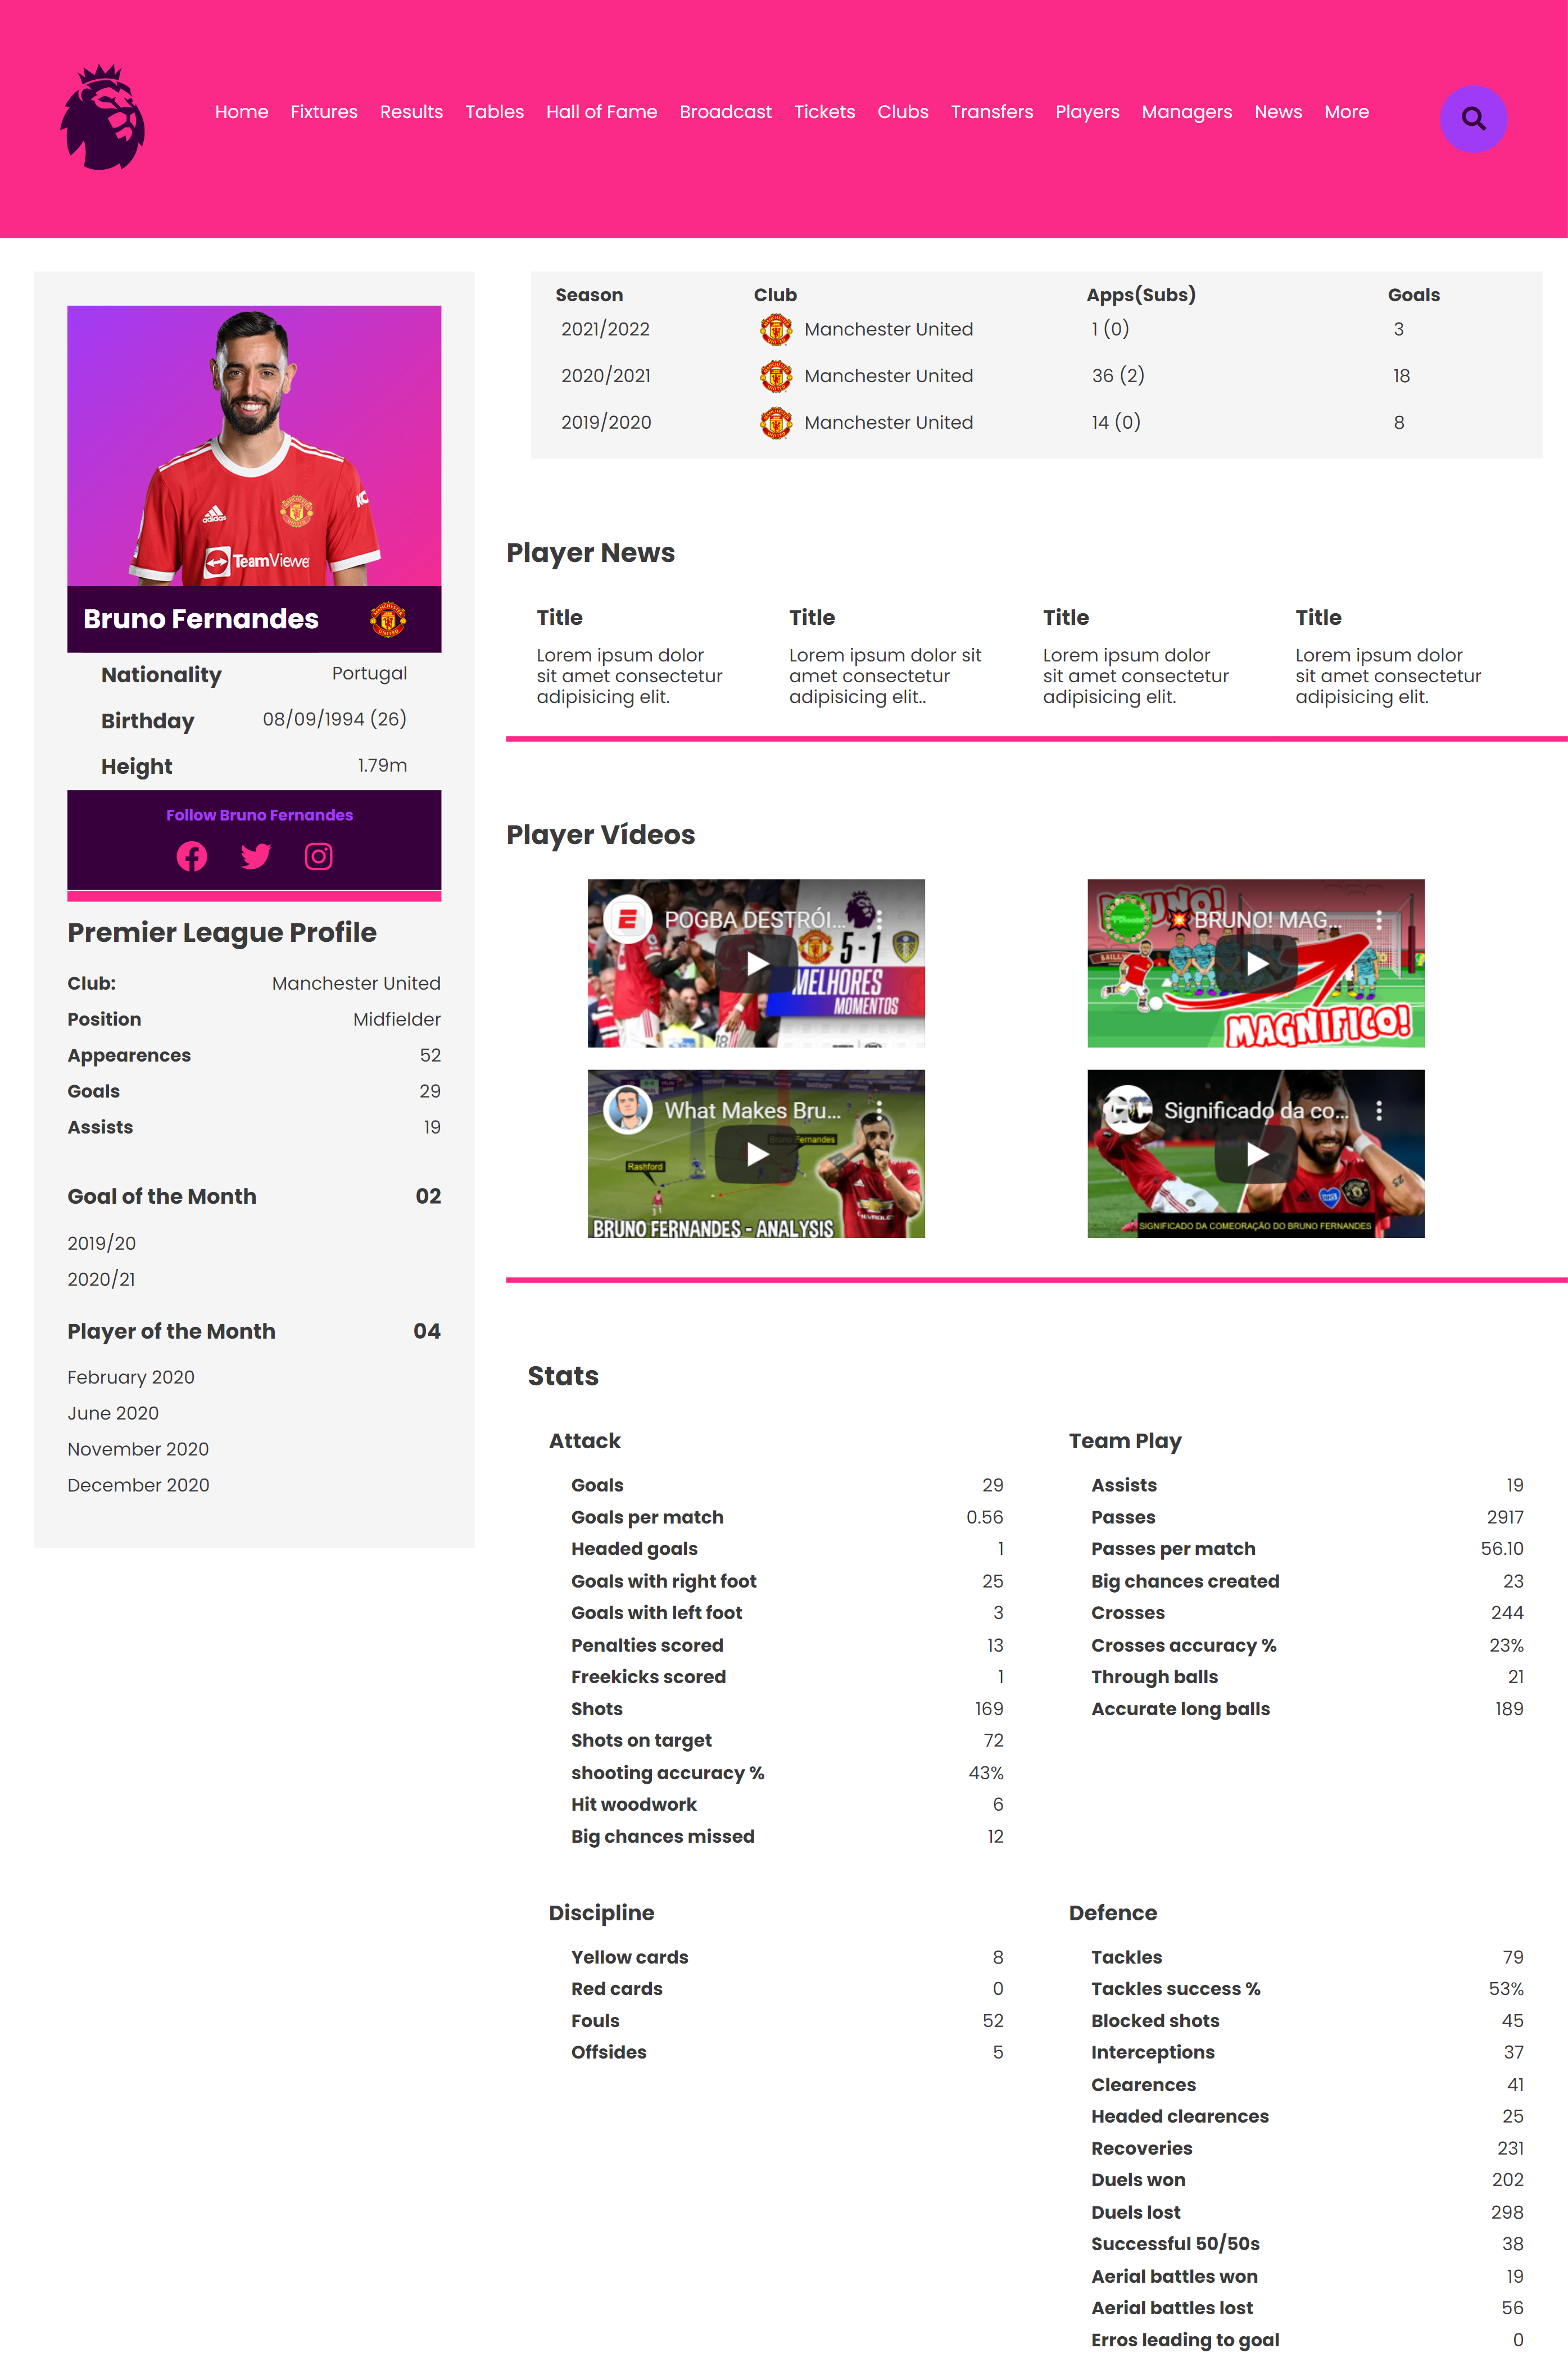 Home Fixtures Results Tables Hall of Fame Broadcast Tickets Clubs Transfers Players Managers News More
adidas
TeamViewer
Bruno Fernandes
Nationality Portugal
Birthday 08/09/1994 (26)
Height 1.79m
Follow Bruno Fernandes
Premier League Profile
Club: Manchester United
Position Midfielder
Appearences 52
Goals 29
Assists 19
Goal of the Month 02
2019/20
2020/21
Player of the Month 04
February 2020
June 2020
November 2020
December 2020
Season Club Apps(Subs) Goals
2021/2022 Manchester United 1 (0) 3
2020/2021 Manchester United 36 (2) 18
2019/2020 Manchester United 14 (0) 8
Player News
Title
Lorem ipsum dolor
sit amet consectetur
adipisicing elit.
Title
Lorem ipsum dolor sit
amet consectetur
adipisicing elit..
Title
Lorem ipsum dolor
sit amet consectetur
adipisicing elit.
Title
Lorem ipsum dolor
sit amet consectetur
adipisicing elit.
Player Vídeos
POGBA DESTRÓI...
5-1
MELHORES
MOMENTOS
BRUNO! MAG...
MAGNIFICO!
What Makes Bru...
Bruno Fernandes
Rashford
CHEVROLET
BRUNO FERNANDES - ANALYSIS
Significado da co...
SIGNIFICADO DA COMEORAÇÃO DO BRUNO FERNANDES
Stats
Attack
Goals 29
Goals per match 0.56
Headed goals 1
Goals with right foot 25
Goals with left foot 3
Penalties scored 13
Freekicks scored 1
Shots 169
Shots on target 72
shooting accuracy % 43%
Hit woodwork 6
Big chances missed 12
Team Play
Assists 19
Passes 2917
Passes per match 56.10
Big chances created 23
Crosses 244
Crosses accuracy % 23%
Through balls 21
Accurate long balls 189
Discipline
Yellow cards 8
Red cards 0
Fouls 52
Offsides 5
Defence
Tackles 79
Tackles success % 53%
Blocked shots 45
Interceptions 37
Clearences 41
Headed clearences 25
Recoveries 231
Duels won 202
Duels lost 298
Successful 50/50s 38
Aerial battles won 19
Aerial battles lost 56
Erros leading to goal 0